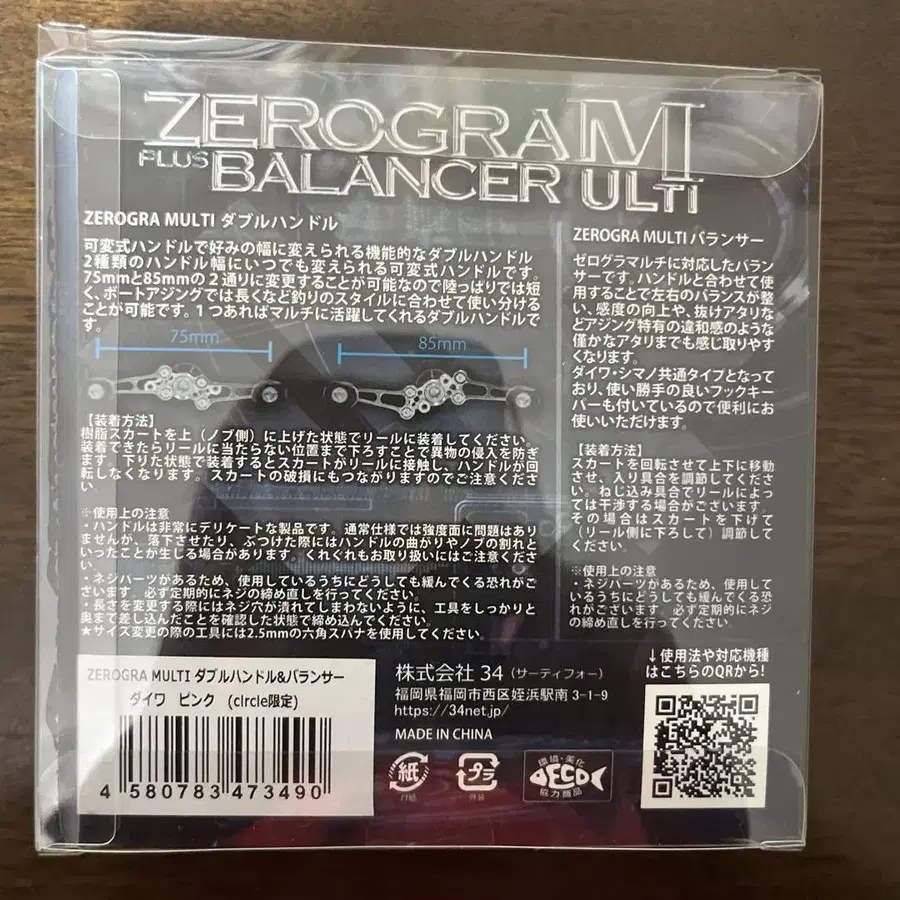 ZEROGRA MULTI
PLUS BALANCER
ZEROGRA MULTI ダブルハンドル
可変式ハンドルで好みの幅に変えられる機能的なダブルハンドル
2種類のハンドル幅にいつでも変えられる可変式ハンドルです。
75mmと85mmの2通りに変更することが可能なので陸っぱりでは短
く、ボートアジングでは長くなど釣りのスタイルに合わせて使い分ける
ことが可能です。1つあればマルチに活躍してくれるダブルハンドルで
す。
75mm
85mm
【装着方法】
樹脂スカートを上（ノブ側）に上げた状態でリールに装着してください。
装着できたらリールに当たらない位置まで下ろすことで異物の侵入を防ぎ
ます。下りた状態で装着するとスカートがリールに接触し、ハンドルが回
転しなくなります。スカートの破損にもつながりますのでご注意くださ
い。
※使用上の注意
・ハンドルは非常にデリケートな製品です。通常仕様では強度面に問題はあり
ませんが、落下させたり、ぶつけた際にはハンドルの曲がりやノブの割れと
いったことが生じる場合があります。くれぐれもお取り扱いにはご注意くださ
い。
・ネジパーツがあるため、使用しているうちにどうしても緩んでくる恐れがご
ざいます。必ず定期的にネジの締め直しを行ってください。
・長さを変更する際にはネジ穴が潰れてしまわないように、工具をしっかりと
奥まで差し込んだことを確認した状態で緩め込んでください。
★サイズ変更の際の工具には2.5mmの六角スパナを使用してください。
ZEROGRA MULTI バランサー
ゼログラマルチに対応したバラン
サーです。ハンドルと合わせて使
用することで左右のバランスが整
い、感度の向上や、抜けアタリな
どアジング特有の違和感のような
僅かなアタリまでも感じ取りやす
くなります。
ダイワ・シマノ共通タイプとなって
おり、使い勝手の良いフックキー
パーも付いているので便利にお
使いいただけます。
【装着方法】
スカートを回転させて上下に移動
させ、入り具合を調節してくださ
い。ねじ込み具合でリールによっ
ては干渉する場合がございます。
その場合はスカートを下げて
（リール側に下ろして）調節して
ください。
※使用上の注意
・ネジパーツがあるため、使用して
いるうちにどうしても緩んでくる恐
れがございます。必ず定期的にネジ
の締め直しを行ってください。
ZEROGRA MULTI ダブルハンドル&バランサー
ダイワ ピンク (circle限定)
4 580783 473490
株式会社 34（サーティフォー）
福岡県福岡市西区姪浜駅南 3-1-9
https://34net.jp/
MADE IN CHINA
紙
台紙
プラ
外装
環境・美化
ECO
協力商品
↓使用法や対応機種
はこちらのQRから!